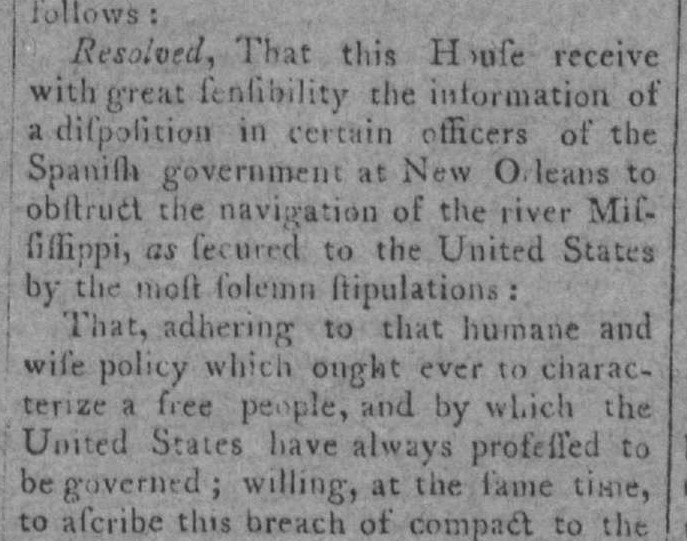 follows :
Resolved, That this Houſe receive
with great ſenſibility the information of
a diſpoſition in certain officers of the
Spaniſh government at New Orleans to
obſtruct the navigation of the river Miſ-
ſiſſippi, as ſecured to the United States
by the moſt ſolemn ſtipulations :
That, adhering to that humane and
wiſe policy which ought ever to charac-
terize a free people, and by which the
United States have always profeſſed to
be governed ; willing, at the ſame time,
to aſcribe this breach of compact to the